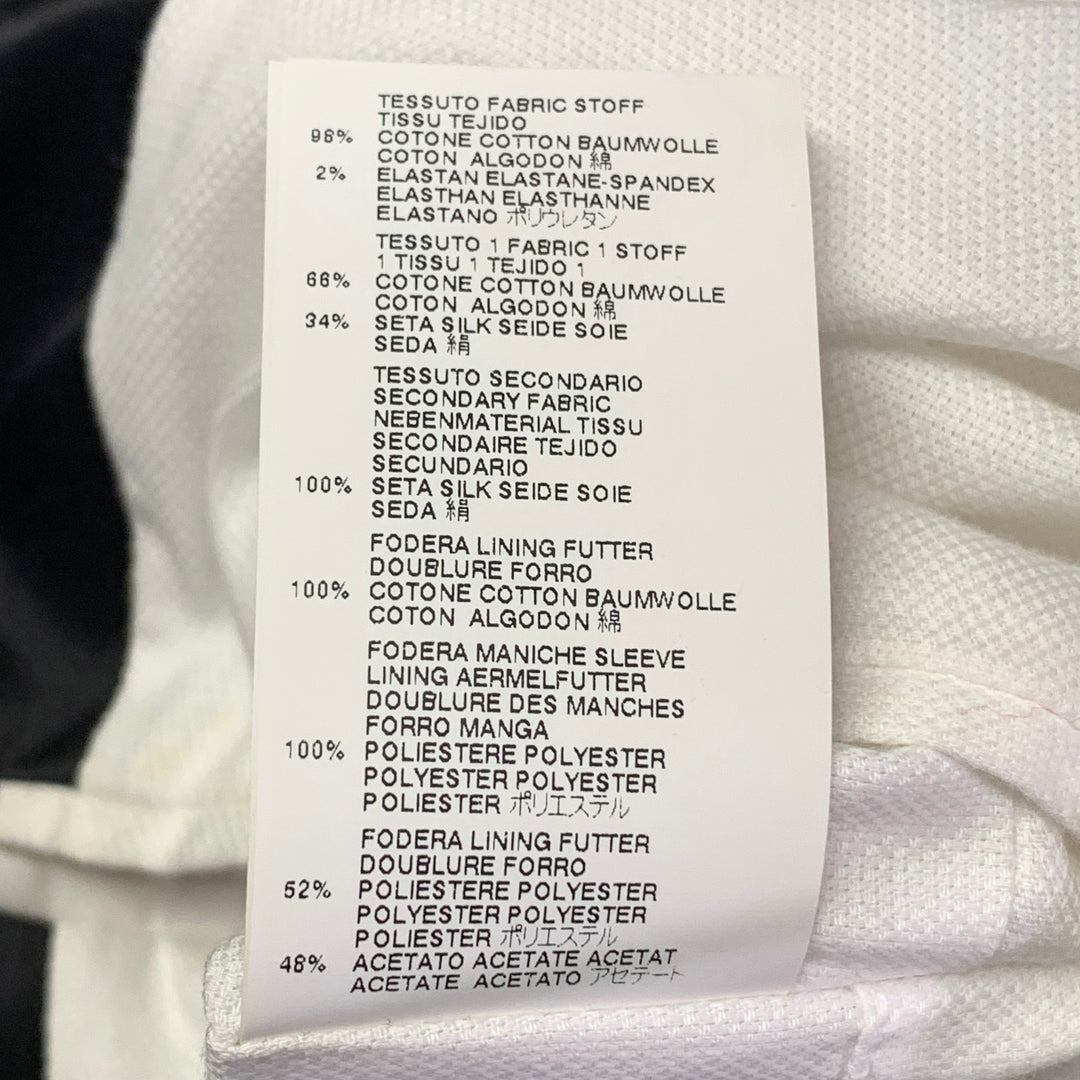 TESSUTO FABRIC STOFF
TISSU TEJIDO
98% COTONE COTTON BAUMWOLLE
COTON ALGODON 綿
2% ELASTAN ELASTANE-SPANDEX
ELASTHAN ELASTHANNE
ELASTANO ポリウレタン
TESSUTO 1 FABRIC 1 STOFF
1 TISSU 1 TEJIDO 1
66% COTONE COTTON BAUMWOLLE
COTON ALGODON 綿
34% SETA SILK SEIDE SOIE
SEDA 絹
TESSUTO SECONDARIO
SECONDARY FABRIC
NEBENMATERIAL TISSU
SECONDAIRE TEJIDO
SECUNDARIO
100% SETA SILK SEIDE SOIE
SEDA 絹
FODERA LINING FUTTER
DOUBLURE FORRO
100% COTONE COTTON BAUMWOLLE
COTON ALGODON 綿
FODERA MANICHE SLEEVE
LINING AERMELFUTTER
DOUBLURE DES MANCHES
FORRO MANGA
100% POLIESTERE POLYESTER
POLYESTER POLYESTER
POLIESTER ポリエステル
FODERA LINING FUTTER
DOUBLURE FORRO
52% POLIESTERE POLYESTER
POLYESTER POLYESTER
POLIESTER ポリエステル
48% ACETATO ACETATE ACETAT
ACETATE ACETATO アセテート